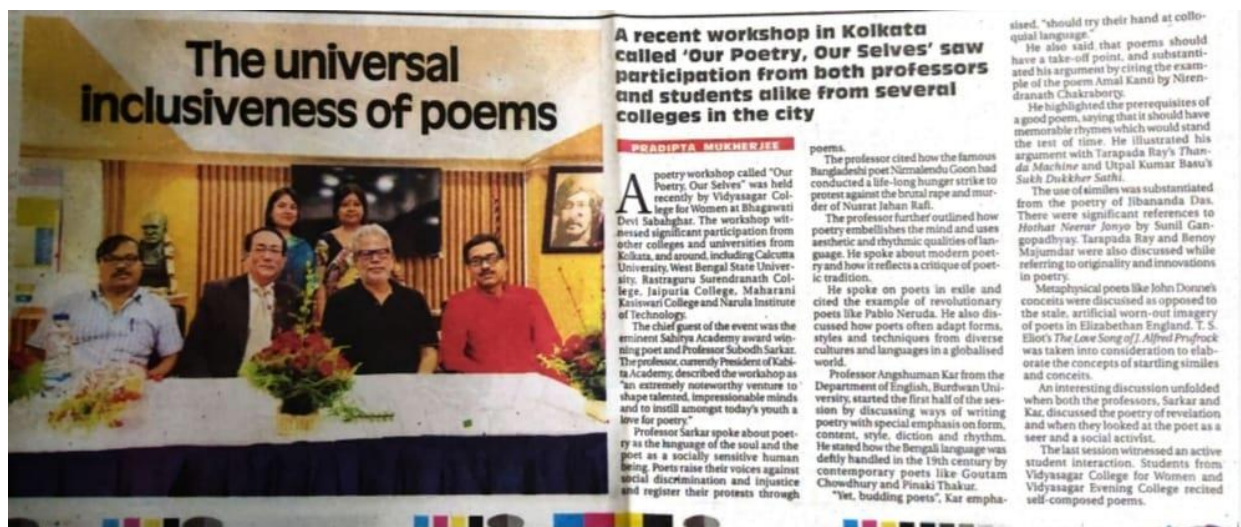 The universal
inclusiveness of poems
A recent workshop in Kolkata
called ‘Our Poetry, Our Selves’ saw
participation from both professors
and students alike from several
colleges in the city
PRADIPTA MUKHERJEE
A poetry workshop called “Our
Poetry, Our Selves” was held
recently by Vidyasagar Col-
lege for Women at Bhagawati
Devi Sabahghar. The workshop wit-
nessed significant participation from
other colleges and universities from
Kolkata, and around, including Calcutta
University, West Bengal State Univer-
sity, Rastraguru Surendranath Col-
lege, Jaipuria College, Maharani
Kasiswari College and Narula Institute
of Technology.
The chief guest of the event was the
eminent Sahitya Academy award win-
ning poet and Professor Subodh Sarkar.
The professor, currently President of Kabi-
ta Academy, described the workshop as
“an extremely noteworthy venture to
shape talented, impressionable minds
and to instill amongst today’s youth a
love for poetry.”
Professor Sarkar spoke about poet-
ry as the language of the soul and the
poet as a socially sensitive human
being. Poets raise their voices against
social discrimination and injustice
and register their protests through
poems.
The professor cited how the famous
Bangladeshi poet Nirmalendu Goon had
conducted a life-long hunger strike to
protest against the brutal rape and mur-
der of Nusrat Jahan Rafi.
The professor further outlined how
poetry embellishes the mind and uses
aesthetic and rhythmic qualities of lan-
guage. He spoke about modern poet-
ry and how it reflects a critique of poet-
ic tradition.
He spoke on poets in exile and
cited the example of revolutionary
poets like Pablo Neruda. He also dis-
cussed how poets often adapt forms,
styles and techniques from diverse
cultures and languages in a globalised
world.
Professor Angshuman Kar from the
Department of English, Burdwan Uni-
versity, started the first half of the ses-
sion by discussing ways of writing
poetry with special emphasis on form,
content, style, diction and rhythm.
He stated how the Bengali language was
deftly handled in the 19th century by
contemporary poets like Goutam
Chowdhury and Pinaki Thakur.
“Yet, budding poets”, Kar empha-
sised, “should try their hand at collo-
quial language.”
He also said that poems should
have a take-off point, and substanti-
ated his argument by citing the exam-
ple of the poem Amal Kanti by Niren-
dranath Chakraborty.
He highlighted the prerequisites of
a good poem, saying that it should have
memorable rhymes which would stand
the test of time. He illustrated his
argument with Tarapada Ray’s Than-
da Machine and Utpal Kumar Basu’s
Sukh Dukkher Sathi.
The use of similes was substantiated
from the poetry of Jibananda Das.
There were significant references to
Hothat Neerar Jonyo by Sunil Gan-
gopadhyay. Tarapada Ray and Benoy
Majumdar were also discussed while
referring to originality and innovations
in poetry.
Metaphysical poets like John Donne’s
conceits were discussed as opposed to
the stale, artificial worn-out imagery
of poets in Elizabethan England. T. S.
Eliot’s The Love Song of J. Alfred Prufrock
was taken into consideration to elab-
orate the concepts of startling similes
and conceits.
An interesting discussion unfolded
when both the professors, Sarkar and
Kar, discussed the poetry of revelation
and when they looked at the poet as a
seer and a social activist.
The last session witnessed an active
student interaction. Students from
Vidyasagar College for Women and
Vidyasagar Evening College recited
self-composed poems.